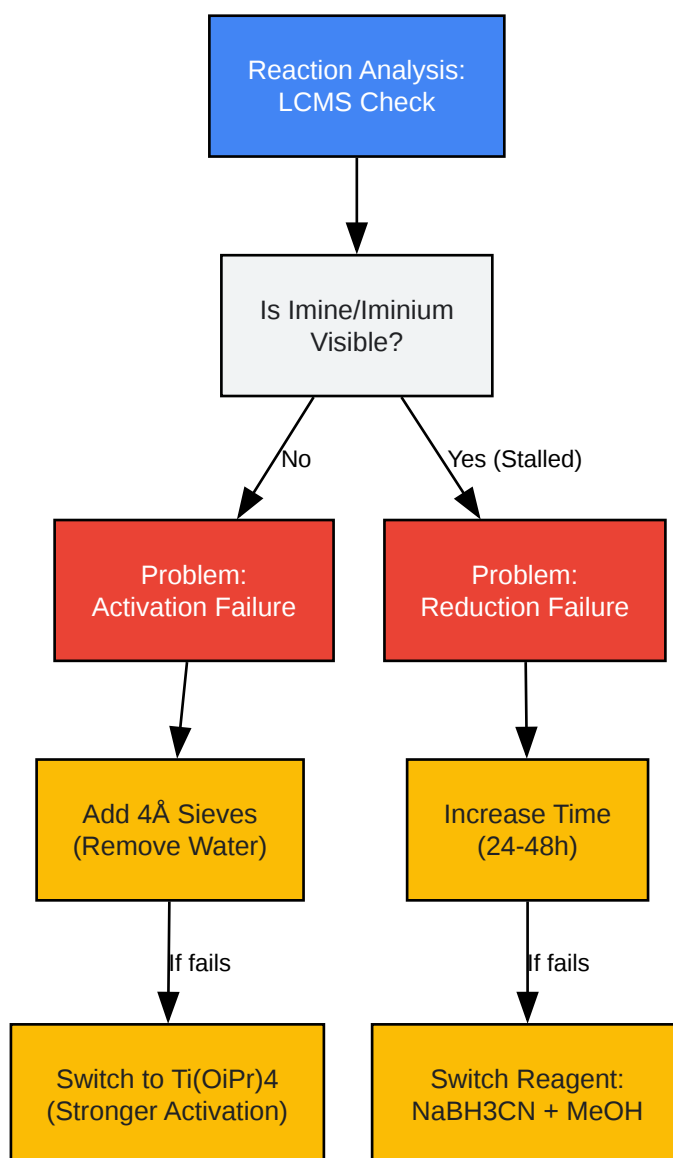 Reaction Analysis:
LCMS Check
Is Imine/Iminium
Visible?
No
Yes (Stalled)
Problem:
Activation Failure
Problem:
Reduction Failure
Add 4Å Sieves
(Remove Water)
Increase Time
(24-48h)
If fails
If fails
Switch to Ti(OiPr)4
(Stronger Activation)
Switch Reagent:
NaBH3CN + MeOH